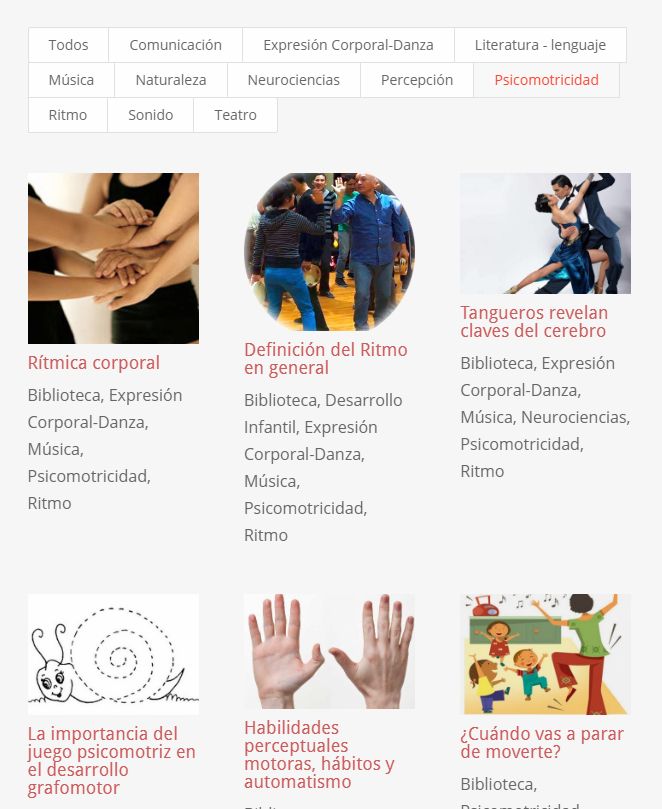 Todos Comunicación Expresión Corporal-Danza Literatura - lenguaje
Música Naturaleza Neurociencias Percepción Psicomotricidad
Ritmo Sonido Teatro
Rítmica corporal
Biblioteca, Expresión
Corporal-Danza,
Música,
Psicomotricidad,
Ritmo
Definición del Ritmo
en general
Biblioteca, Desarrollo
Infantil, Expresión
Corporal-Danza,
Música,
Psicomotricidad,
Ritmo
Tangueros revelan
claves del cerebro
Biblioteca, Expresión
Corporal-Danza,
Música, Neurociencias,
Psicomotricidad,
Ritmo
La importancia del
juego psicomotriz en
el desarrollo
grafomotor
Habilidades
perceptuales
motoras, hábitos y
automatismo
¿Cuándo vas a parar
de moverte?
Biblioteca,